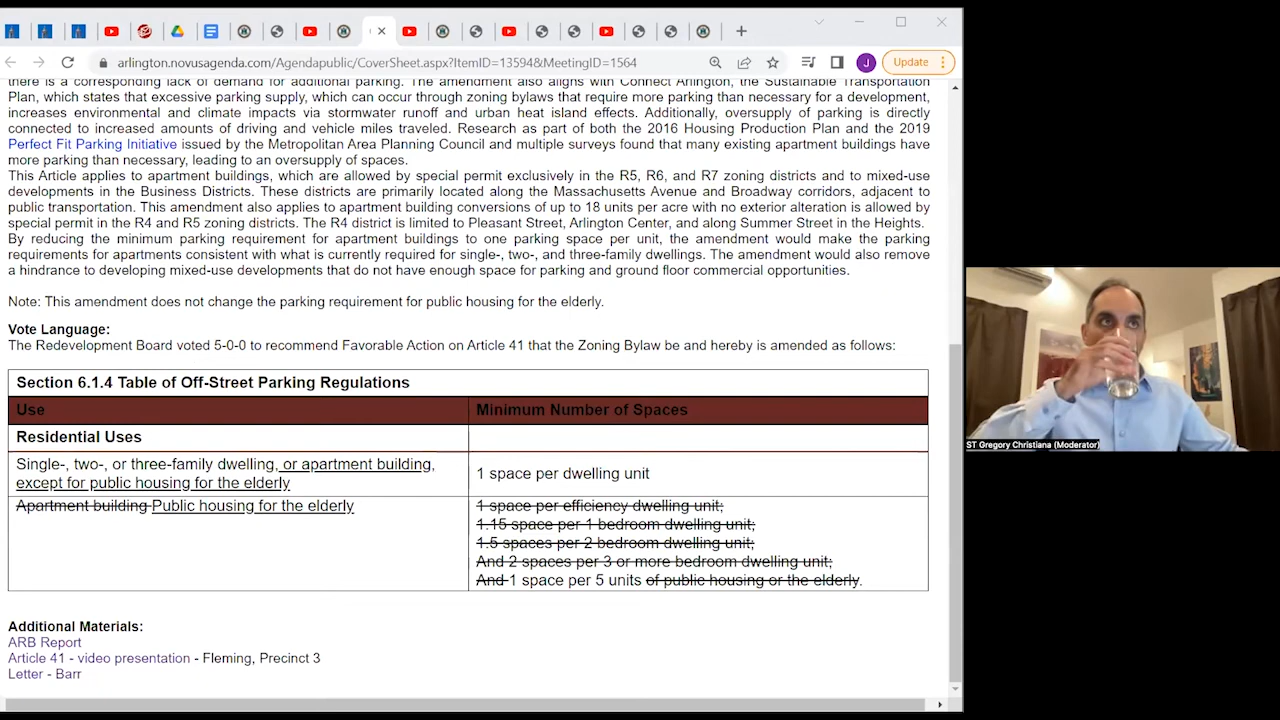 arlington.novusagenda.com/Agendapublic/CoverSheet.aspx?ItemID=13594&MeetingID=1564
J
Update
there is a corresponding lack of demand for additional parking. The amendment also aligns with Connect Arlington, the Sustainable Transportation
Plan, which states that excessive parking supply, which can occur through zoning bylaws that require more parking than necessary for a development,
increases environmental and climate impacts via stormwater runoff and urban heat island effects. Additionally, oversupply of parking is directly
connected to increased amounts of driving and vehicle miles traveled. Research as part of both the 2016 Housing Production Plan and the 2019
Perfect Fit Parking Initiative issued by the Metropolitan Area Planning Council and multiple surveys found that many existing apartment buildings have
more parking than necessary, leading to an oversupply of spaces.
This Article applies to apartment buildings, which are allowed by special permit exclusively in the R5, R6, and R7 zoning districts and to mixed-use
developments in the Business Districts. These districts are primarily located along the Massachusetts Avenue and Broadway corridors, adjacent to
public transportation. This amendment also applies to apartment building conversions of up to 18 units per acre with no exterior alteration is allowed by
special permit in the R4 and R5 zoning districts. The R4 district is limited to Pleasant Street, Arlington Center, and along Summer Street in the Heights.
By reducing the minimum parking requirement for apartment buildings to one parking space per unit, the amendment would make the parking
requirements for apartments consistent with what is currently required for single-, two-, and three-family dwellings. The amendment would also remove
a hindrance to developing mixed-use developments that do not have enough space for parking and ground floor commercial opportunities.
Note: This amendment does not change the parking requirement for public housing for the elderly.
Vote Language:
The Redevelopment Board voted 5-0-0 to recommend Favorable Action on Article 41 that the Zoning Bylaw be and hereby is amended as follows:
Section 6.1.4 Table of Off-Street Parking Regulations
Use Minimum Number of Spaces
Residential Uses
Single-, two-, or three-family dwelling, or apartment building,
except for public housing for the elderly
1 space per dwelling unit
Apartment building Public housing for the elderly
1 space per efficiency dwelling unit;
1.15 space per 1 bedroom dwelling unit;
1.5 spaces per 2 bedroom dwelling unit;
And 2 spaces per 3 or more bedroom dwelling unit;
And 1 space per 5 units of public housing or the elderly.
Additional Materials:
ARB Report
Article 41 - video presentation - Fleming, Precinct 3
Letter - Barr
ST Gregory Christiana (Moderator)